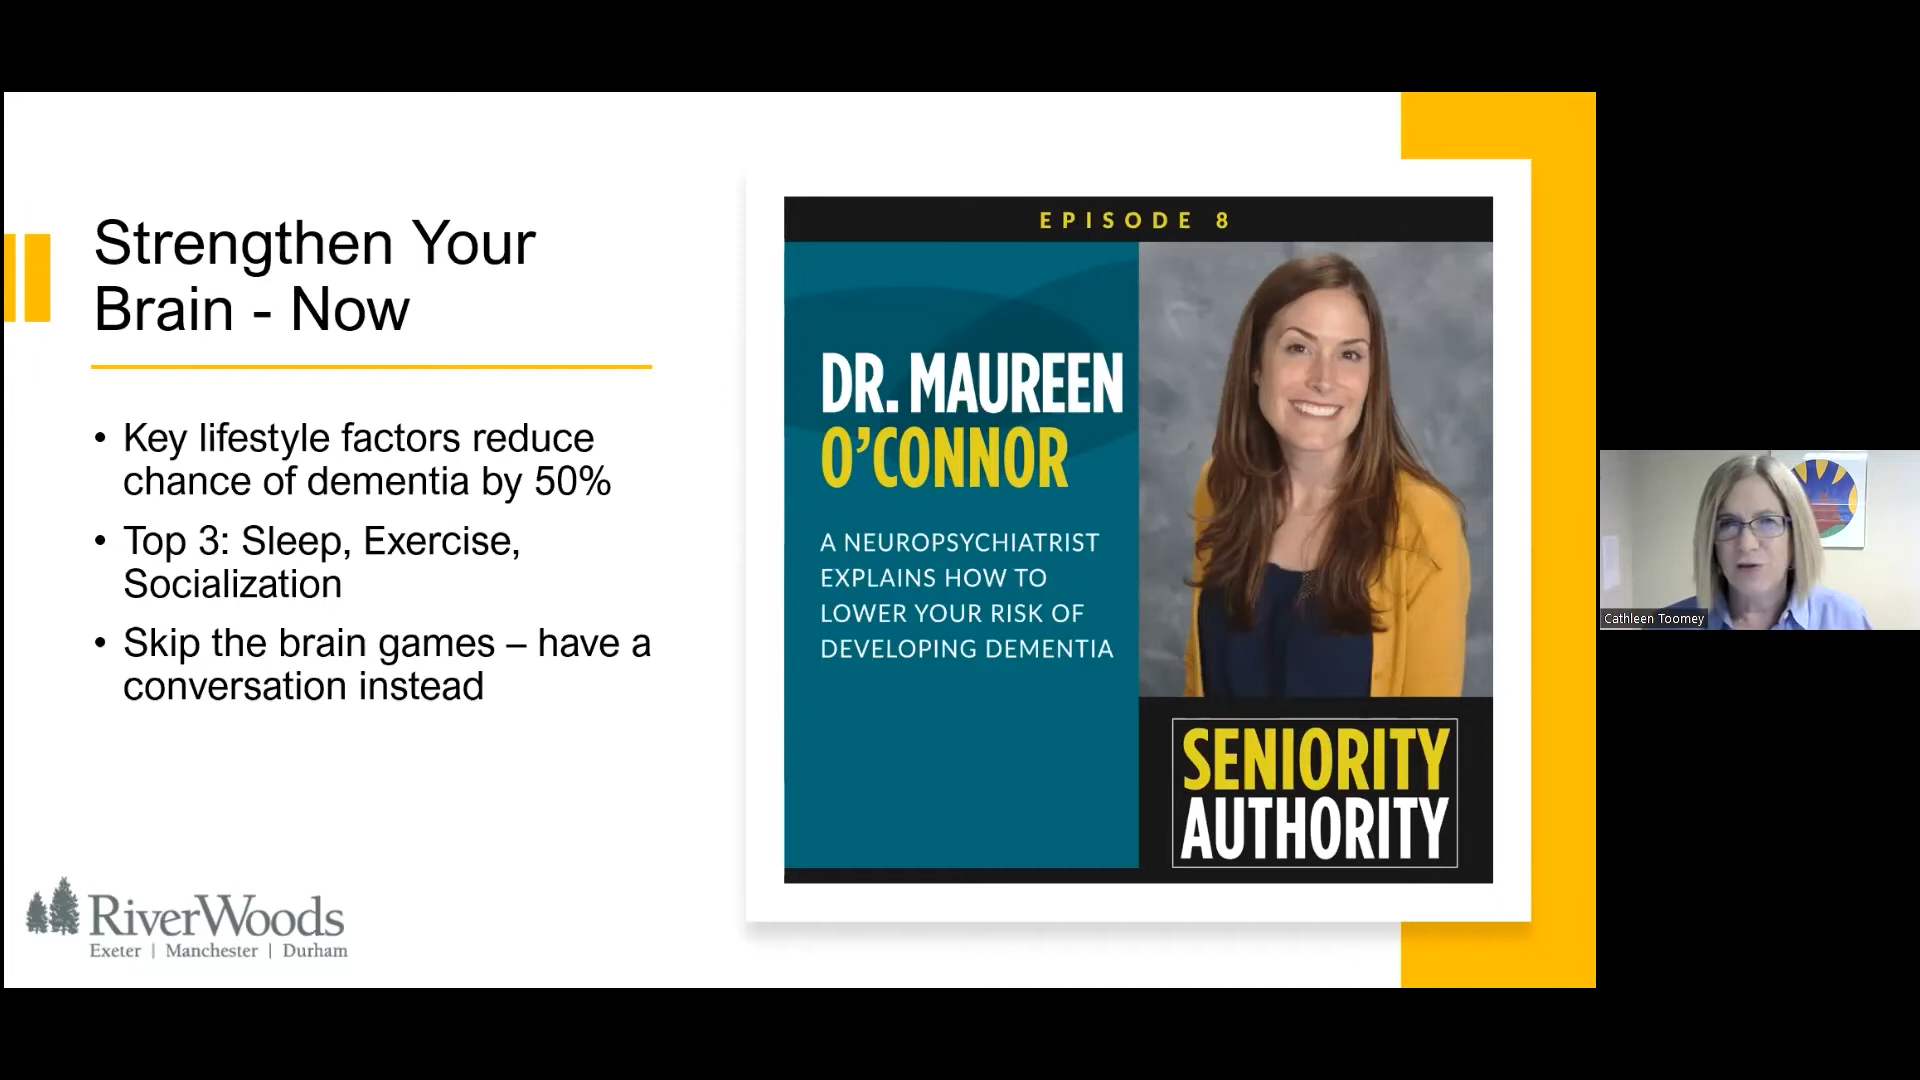 Strengthen Your
Brain - Now
• Key lifestyle factors reduce
chance of dementia by 50%
• Top 3: Sleep, Exercise,
Socialization
• Skip the brain games – have a
conversation instead
RiverWoods
Exeter | Manchester | Durham
EPISODE 8
DR. MAUREEN
O'CONNOR
A NEUROPSYCHIATRIST
EXPLAINS HOW TO
LOWER YOUR RISK OF
DEVELOPING DEMENTIA
SENIORITY
AUTHORITY
Cathleen Toomey